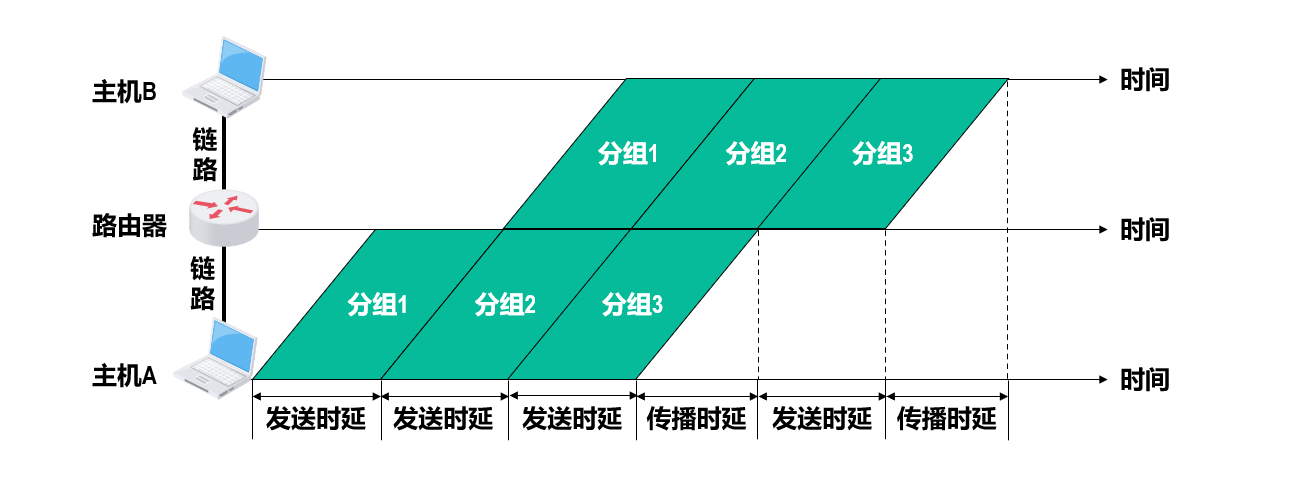 主机B
时间
链
路
分组1
分组2
分组3
路由器
时间
链
路
分组1
分组2
分组3
主机A
时间
发送时延
发送时延
发送时延
传播时延
发送时延
传播时延